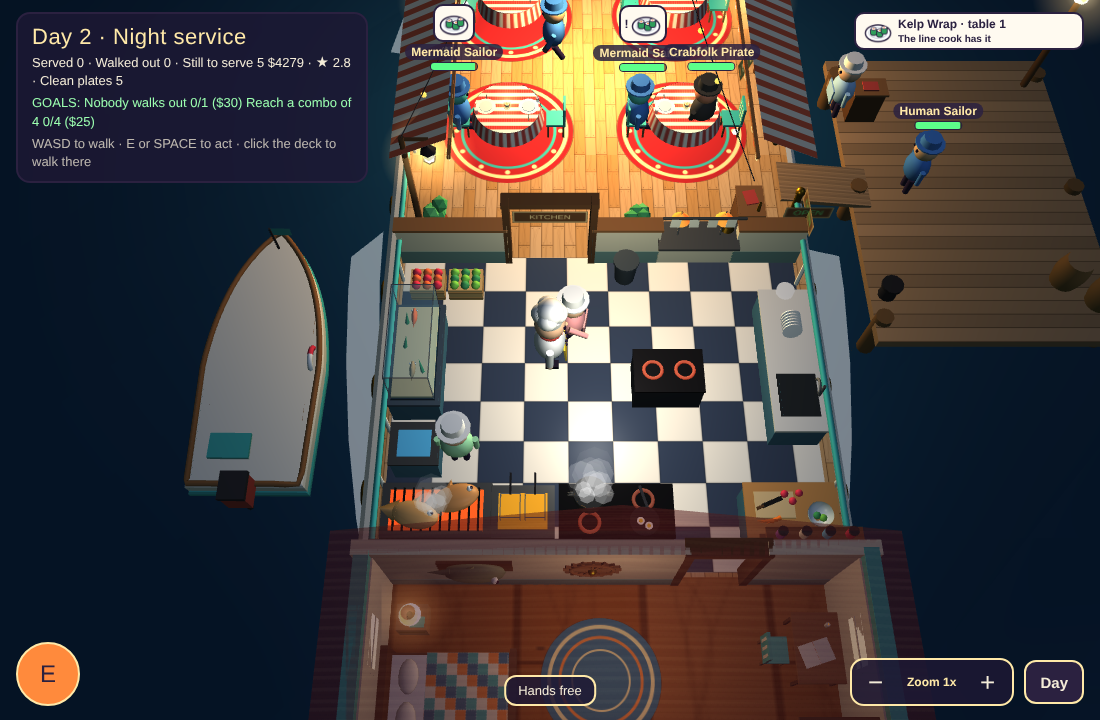 Day 2 · Night service
Served 0 · Walked out 0 · Still to serve 5 $4279 · ★ 2.8
· Clean plates 5
GOALS: Nobody walks out 0/1 ($30) Reach a combo of
4 0/4 ($25)
WASD to walk · E or SPACE to act · click the deck to
walk there
!
Mermaid Sailor
Mermaid Sa
Crabfolk Pirate
Kelp Wrap · table 1
The line cook has it
Human Sailor
KITCHEN
OPEN
E
Hands free
− Zoom 1x +
Day